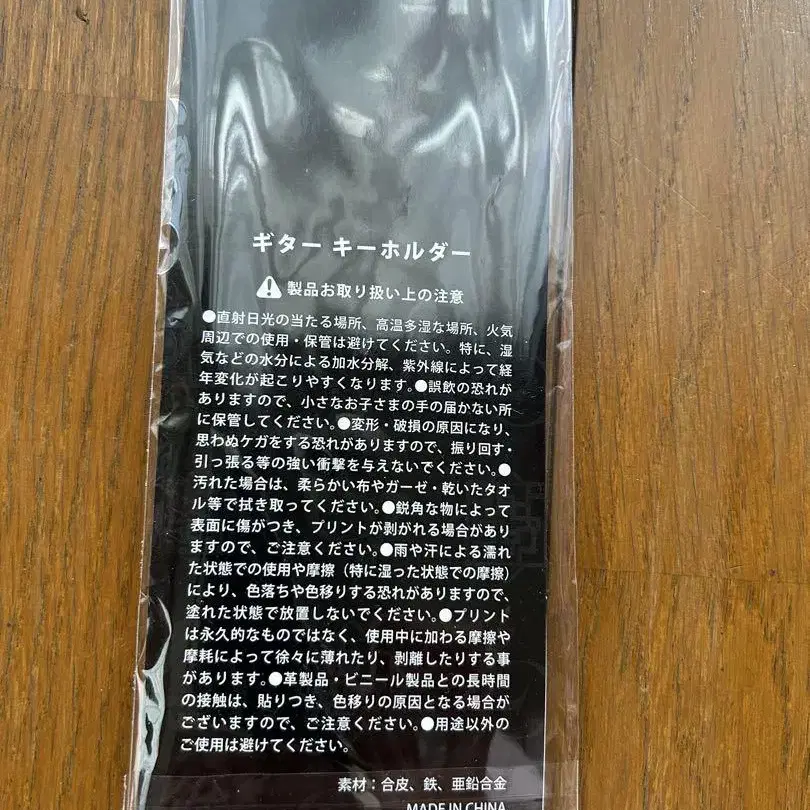 ギター キーホルダー
製品お取り扱い上の注意
●直射日光の当たる場所、高温多湿な場所、火気
周辺での使用・保管は避けてください。特に、湿
気などの水分による加水分解、紫外線によって経
年変化が起こりやすくなります。●誤飲の恐れが
ありますので、小さなお子さまの手の届かない所
に保管してください。●変形・破損の原因になり、
思わぬケガをする恐れがありますので、振り回す・
引っ張る等の強い衝撃を与えないでください。●
汚れた場合は、柔らかい布やガーゼ・乾いたタオ
ル等で拭き取ってください。●鋭角な物によって
表面に傷がつき、プリントが剥がれる場合があり
ますので、ご注意ください。●雨や汗による濡れ
た状態での使用や摩擦（特に湿った状態での摩擦）
により、色落ちや色移りする恐れがありますので、
塗れた状態で放置しないでください。●プリント
は永久的なものではなく、使用中に加わる摩擦や
摩耗によって徐々に薄れたり、剥離したりする事
があります。●革製品・ビニール製品との長時間
の接触は、貼りつき、色移りの原因となる場合が
ございますので、ご注意ください。●用途以外の
ご使用は避けてください。
素材：合皮、鉄、亜鉛合金
MADE IN CHINA